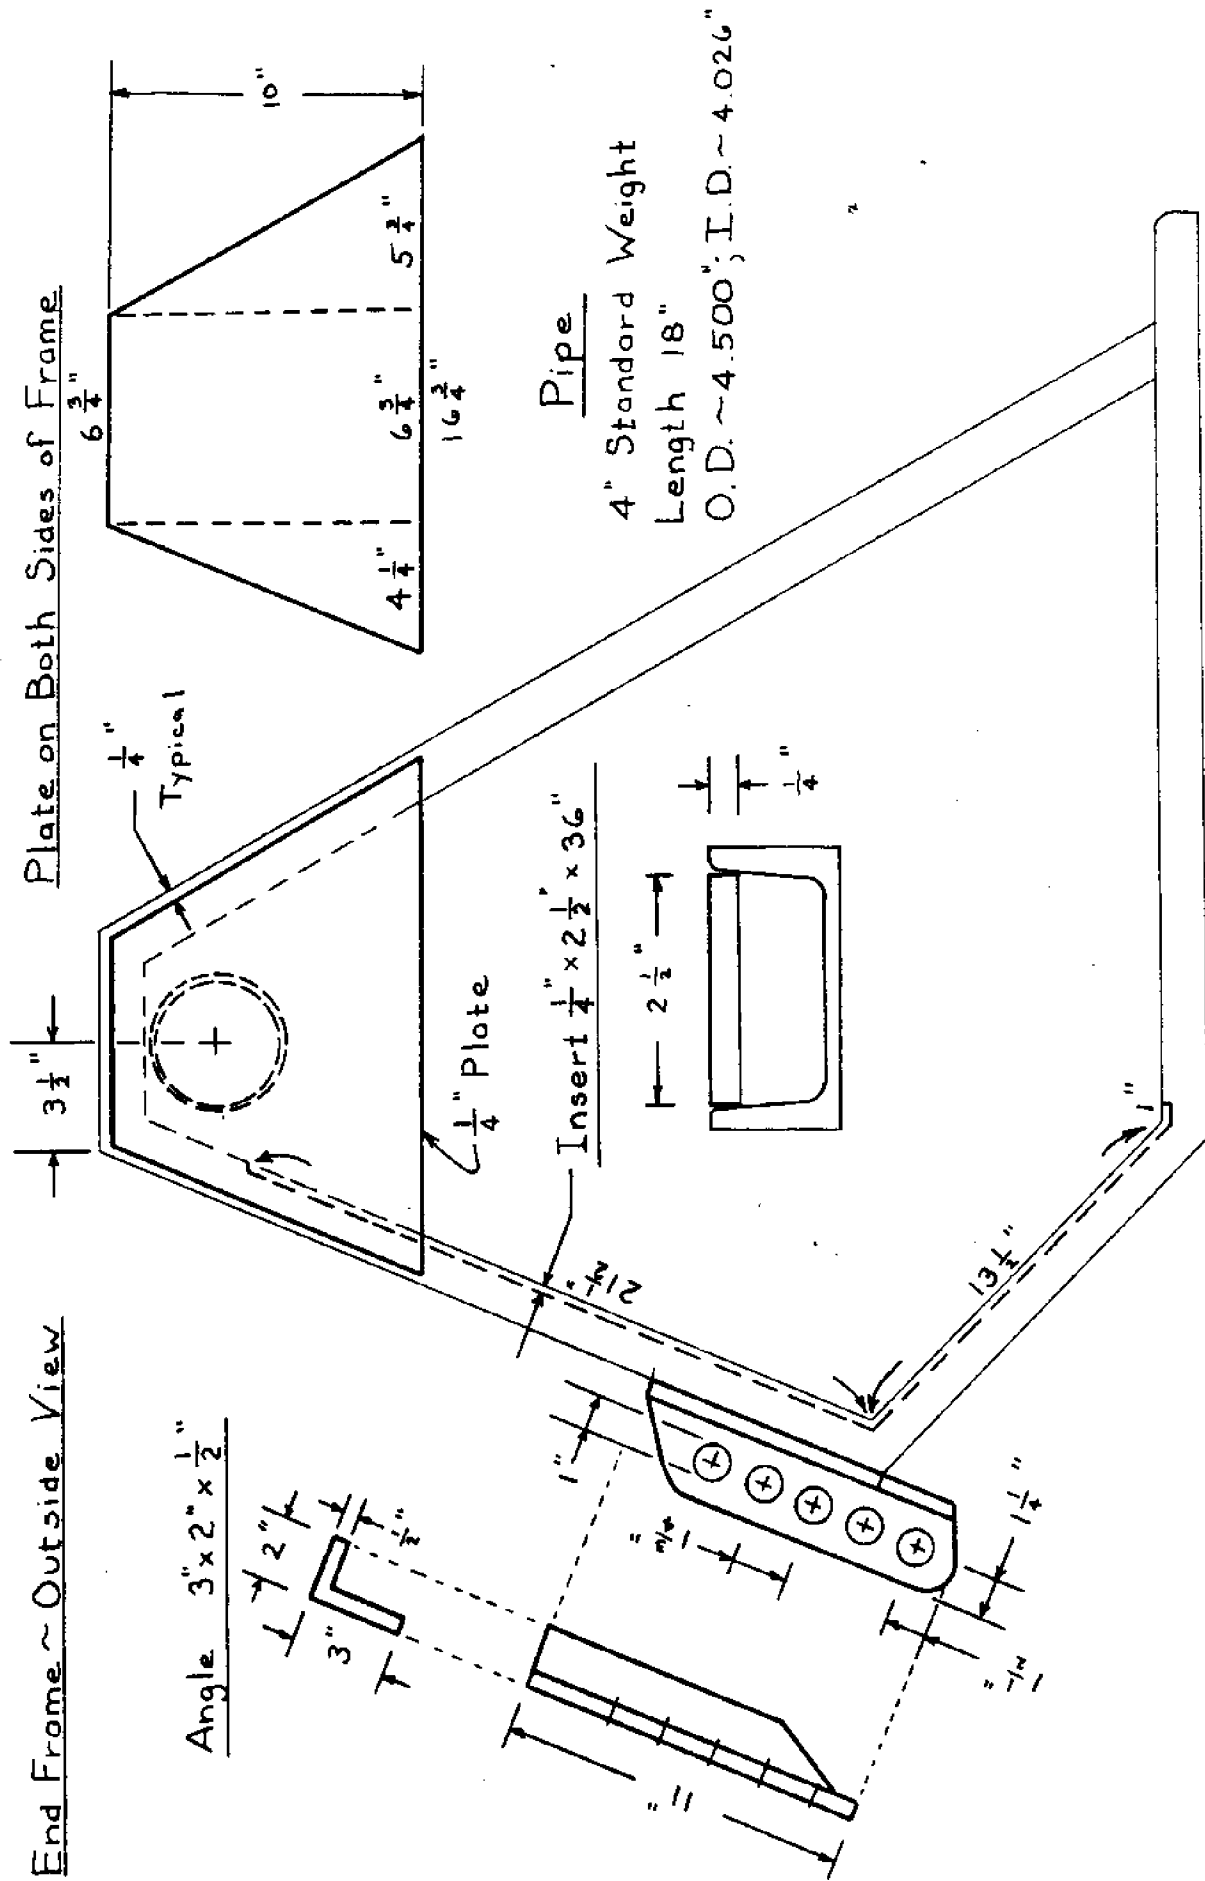 End Frame ~ Outside View
Plate on Both Sides of Frame
6 3/4"
10"
4 1/4"
6 3/4"
5 3/4"
16 3/4"
3 1/2"
1/4"
Typical
Angle 3" x 2" x 1/2"
2"
3"
1/2"
1/4" Plate
Pipe
4" Standard Weight
Length 18"
O.D. ~4.500"; I.D. ~ 4.026"
Insert 1/4" x 2 1/2" x 36"
2 1/2"
1/4"
21 1/2"
13 1/2"
1"
1"
1 3/4"
1 1/4"
1 1/2"
11"